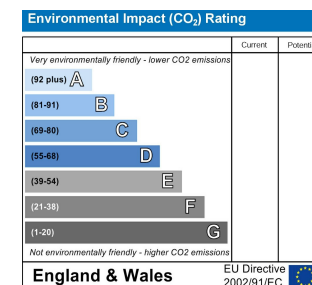 Environmental Impact (CO₂) Rating
Current Potenti
Very environmentally friendly - lower CO2 emissions
(92 plus) A
(81-91) B
(69-80) C
(55-68) D
(39-54) E
(21-38) F
(1-20) G
Not environmentally friendly - higher CO2 emissions
England & Wales
EU Directive
2002/91/EC